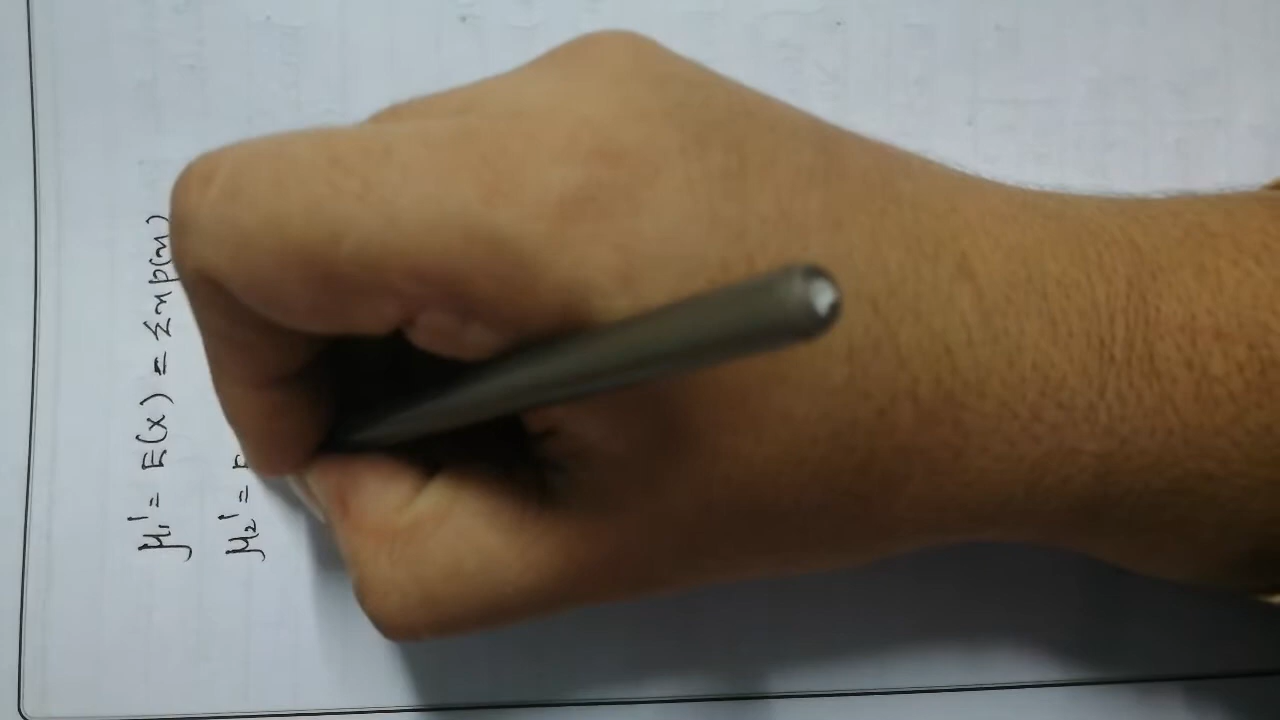 μ₁' = E(x) = Σxp(x)
μ₂' = E